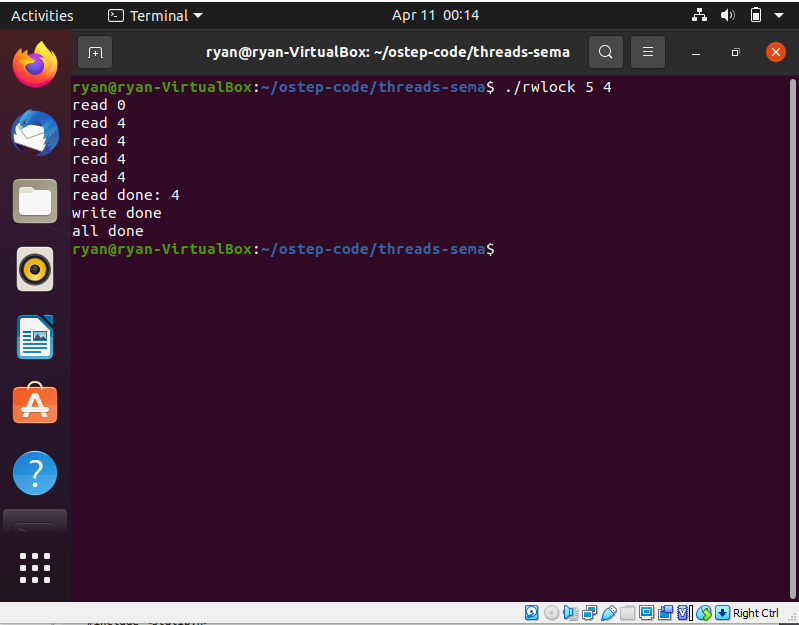 Activities
Terminal
Apr 11 00:14
ryan@ryan-VirtualBox: ~/ostep-code/threads-sema
ryan@ryan-VirtualBox:~/ostep-code/threads-sema$ ./rwlock 5 4
read 0
read 4
read 4
read 4
read 4
read done: 4
write done
all done
ryan@ryan-VirtualBox:~/ostep-code/threads-sema$
?
Right Ctrl